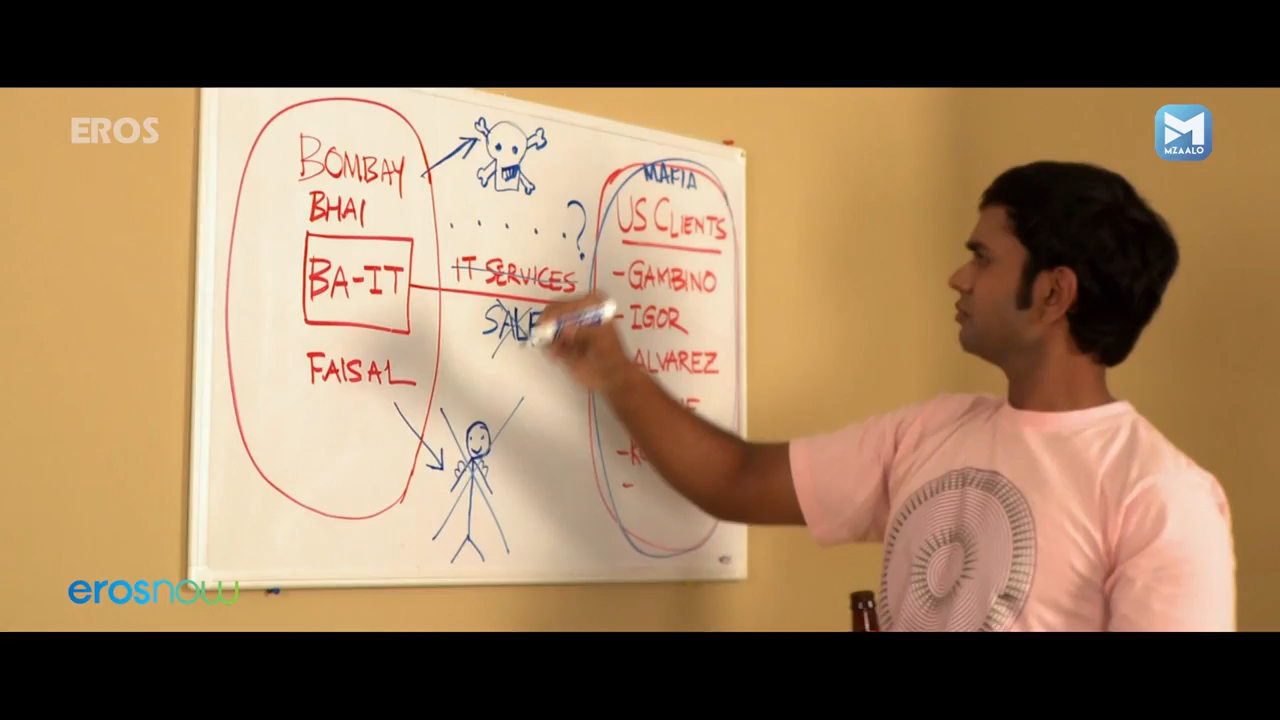 EROS
MZAALO
BOMBAY
BHAI
BA-IT
FAISAL
. . . . . ?
IT SERVICES
MAFIA
US CLIENTS
- GAMBINO
- IGOR
ALVAREZ
-
erosnow